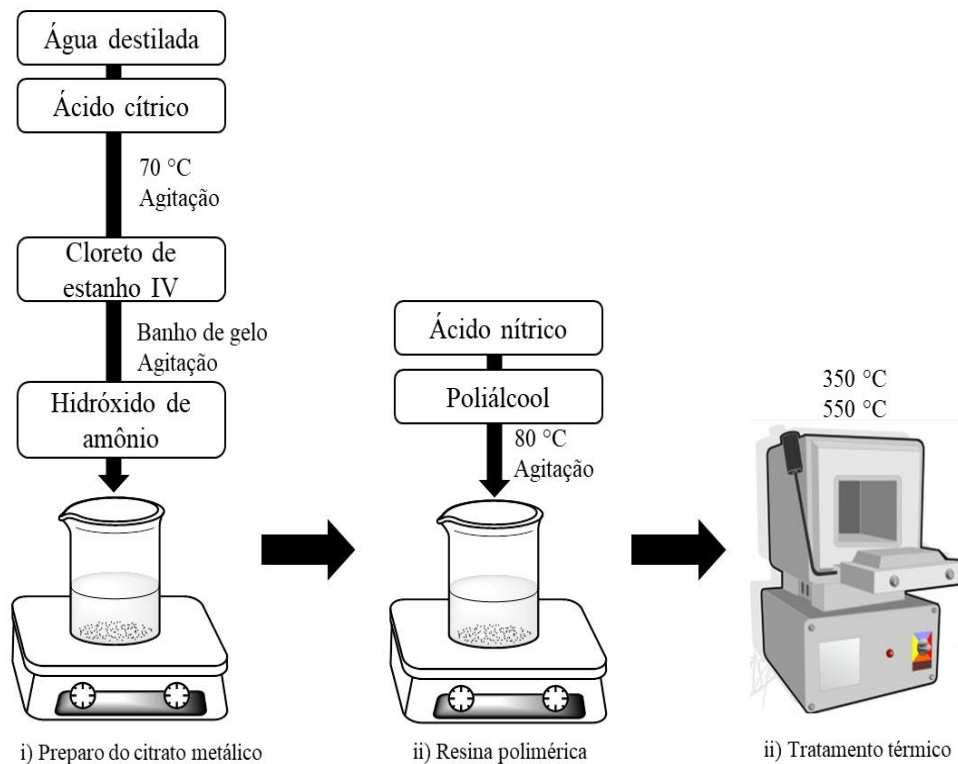 Água destilada
Ácido cítrico
70 °C
Agitação
Cloreto de
estanho IV
Banho de gelo
Agitação
Hidróxido de
amônio
i) Preparo do citrato metálico
Ácido nítrico
Poliálcool
80 °C
Agitação
ii) Resina polimérica
350 °C
550 °C
ii) Tratamento térmico